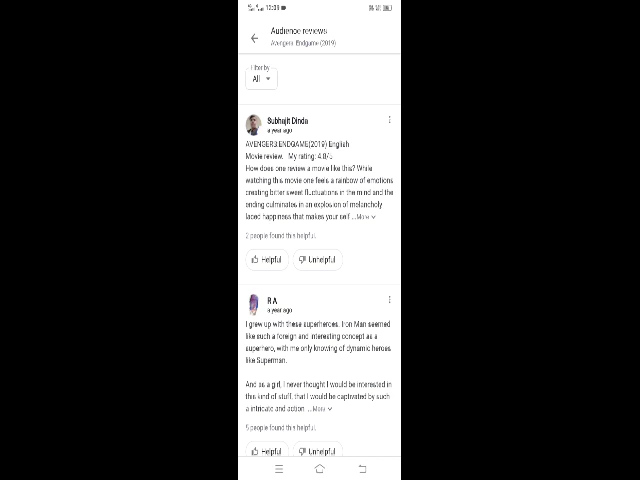 12:09
Audience reviews
Avengers: Endgame (2019)
Filter by
All
Subhajit Dinda
a year ago
AVENGERS:ENDGAME(2019) English
Movie review. My rating: 4.8/5
How does one review a movie like this? While
watching this movie one feels a rainbow of emotions
creating bitter sweet fluctuations in the mind and the
ending culminates in an explosion of melancholy
laced happiness that makes your self ...More
2 people found this helpful.
Helpful Unhelpful
R A
a year ago
I grew up with these superheroes. Iron Man seemed
like such a foreign and interesting concept as a
superhero, with me only knowing of dynamic heroes
like Superman.
And as a girl, I never thought I would be interested in
this kind of stuff, that I would be captivated by such
a intricate and action ...More
5 people found this helpful.
Helpful Unhelpful